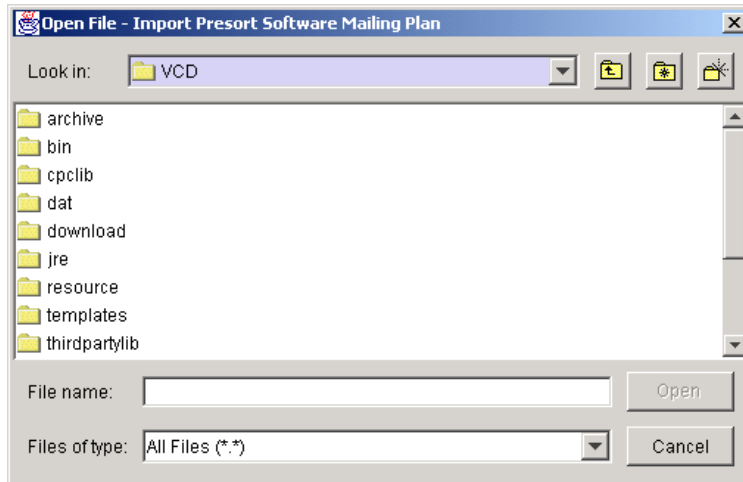 Open File - Import Presort Software Mailing Plan
Look in: VCD
archive
bin
cpclib
dat
download
jre
resource
templates
thirdpartylib
File name: Open
Files of type: All Files (*.*) Cancel